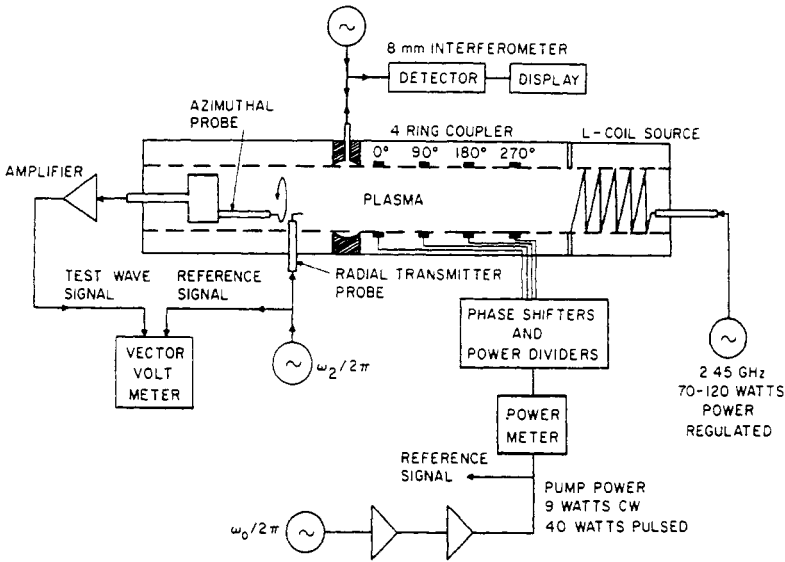 8 mm INTERFEROMETER
DETECTOR
DISPLAY
AZIMUTHAL
PROBE
4 RING COUPLER
L-COIL SOURCE
0° 90° 180° 270°
AMPLIFIER
PLASMA
TEST WAVE
SIGNAL
REFERENCE
SIGNAL
RADIAL TRANSMITTER
PROBE
VECTOR
VOLT
METER
ω2/2π
PHASE SHIFTERS
AND
POWER DIVIDERS
2 45 GHz
70-120 WATTS
POWER
REGULATED
POWER
METER
REFERENCE
SIGNAL
PUMP POWER
9 WATTS CW
40 WATTS PULSED
ω0/2π